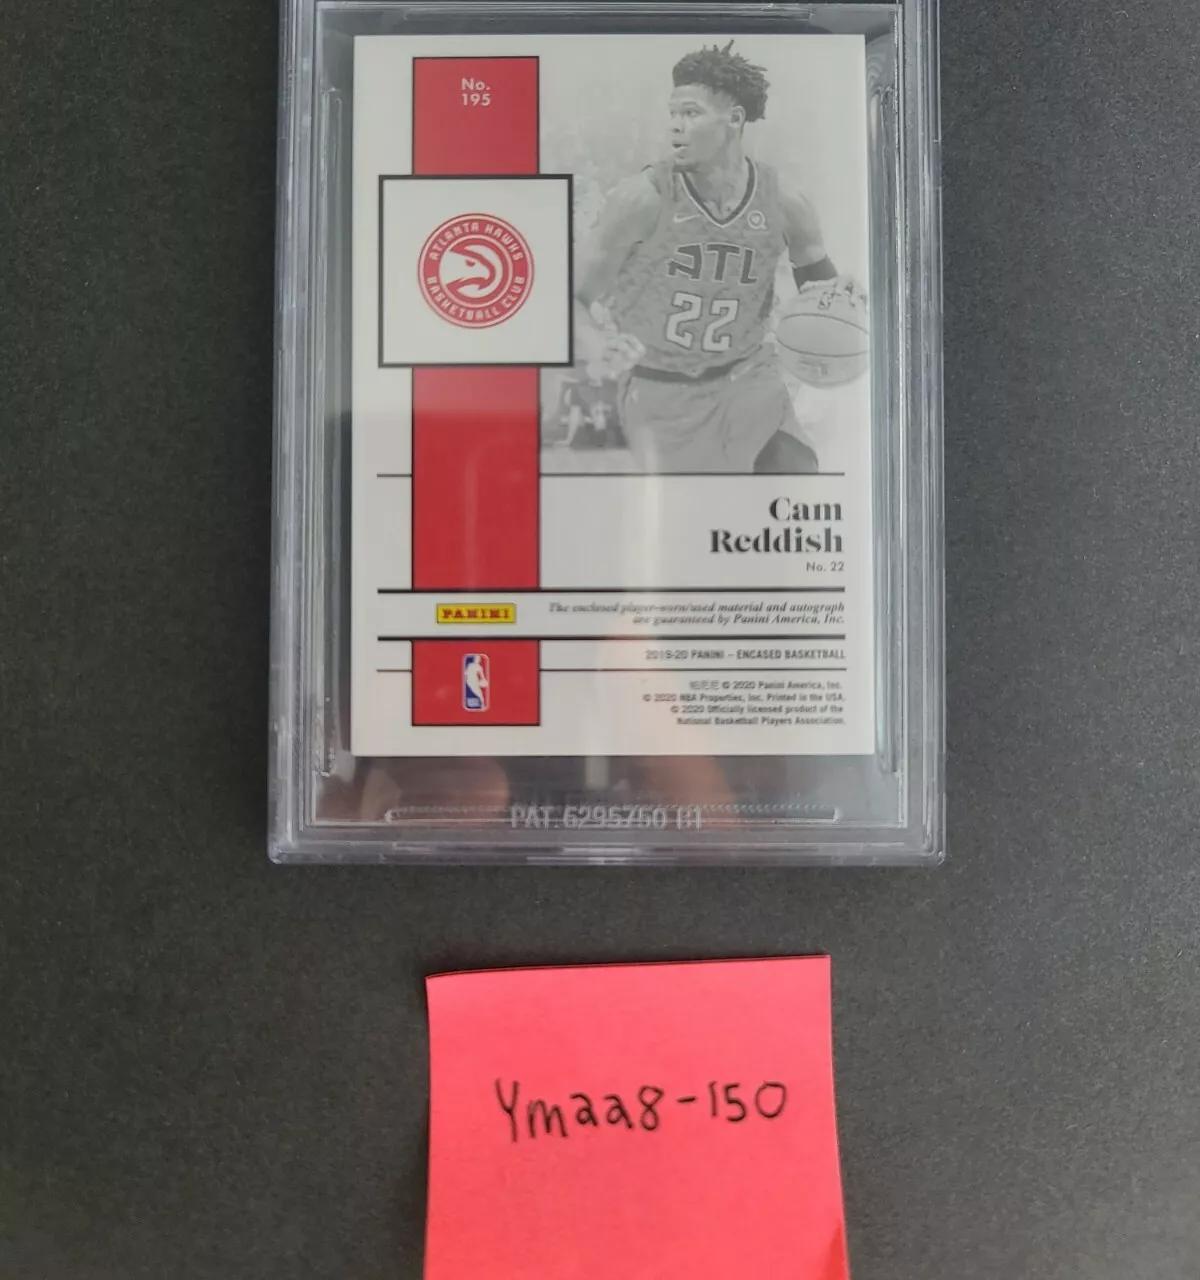 No.
195
ATLANTA HAWKS
BASKETBALL CLUB
ATL
22
Cam
Reddish
No. 22
PANINI
The enclosed player-worn/used material and autograph
are guaranteed by Panini America, Inc.
2019-20 PANINI – ENCASED BASKETBALL
© 2020 Panini America, Inc.
© 2020 NBA Properties, Inc. Printed in the USA.
© 2020 Officially licensed product of the
National Basketball Players Association.
PAT. 6295750
Ymaa8-150